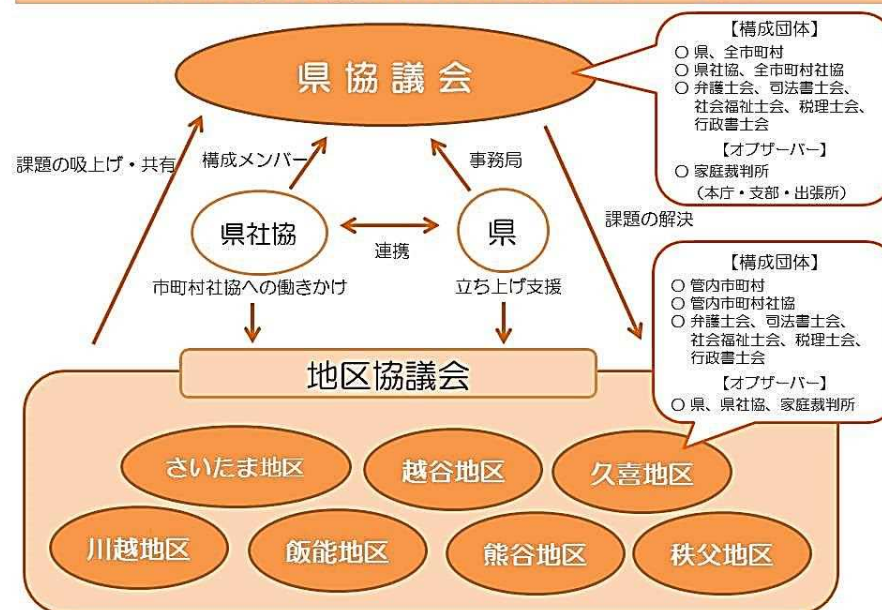 【構成団体】
○ 県、全市町村
○ 県社協、全市町村社協
○ 弁護士会、司法書士会、
社会福祉士会、税理士会、
行政書士会
【オブザーバー】
○ 家庭裁判所
（本庁・支部・出張所）
県協議会
課題の吸上げ・共有
構成メンバー
事務局
課題の解決
県社協
連携
県
市町村社協への働きかけ
立ち上げ支援
【構成団体】
○ 管内市町村
○ 管内市町村社協
○ 弁護士会、司法書士会、
社会福祉士会、税理士会、
行政書士会
【オブザーバー】
○ 県、県社協、家庭裁判所
地区協議会
さいたま地区
越谷地区
久喜地区
川越地区
飯能地区
熊谷地区
秩父地区